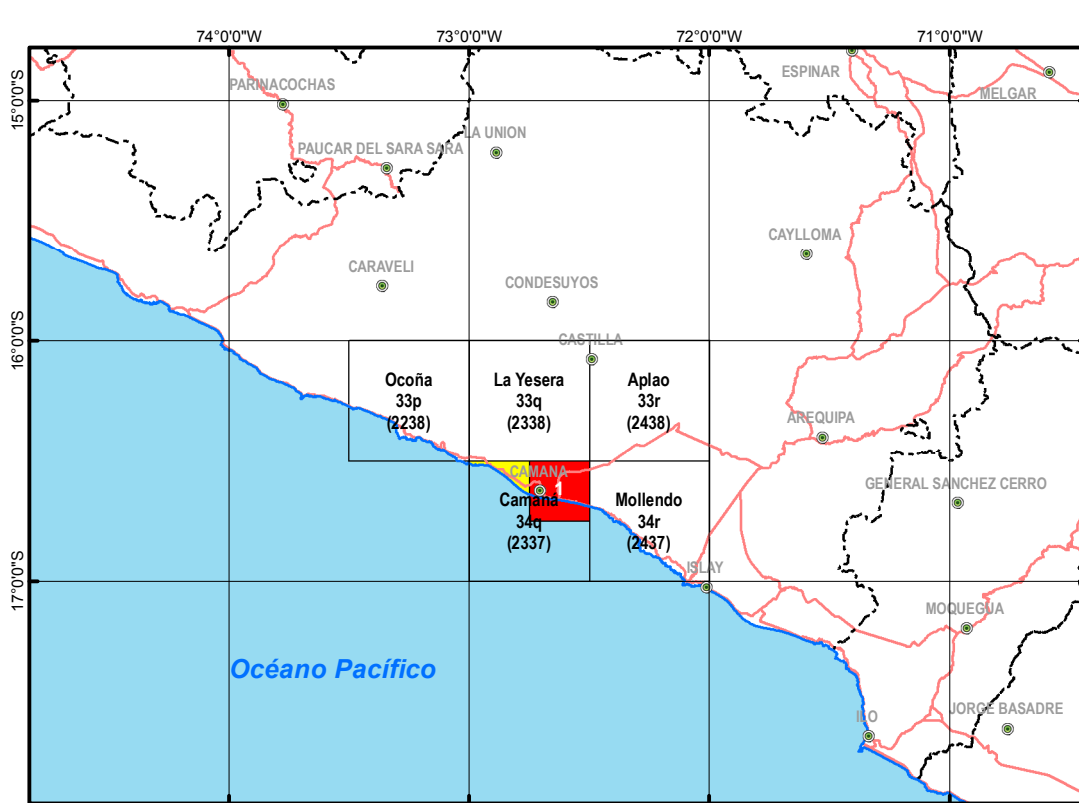 74°0'0"W
73°0'0"W
72°0'0"W
71°0'0"W
15°0'0"S
16°0'0"S
17°0'0"S
PARINACOCHAS
ESPINAR
MELGAR
LA UNION
PAUCAR DEL SARA SARA
CAYLLOMA
CARAVELI
CONDESUYOS
CASTILLA
Ocoña
33p
(2238)
La Yesera
33q
(2338)
Aplao
33r
(2438)
AREQUIPA
CAMANA
1
GENERAL SANCHEZ CERRO
Camaná
34q
(2337)
Mollendo
34r
(2437)
ISLAY
MOQUEGUA
Océano Pacífico
ILO
JORGE BASADRE